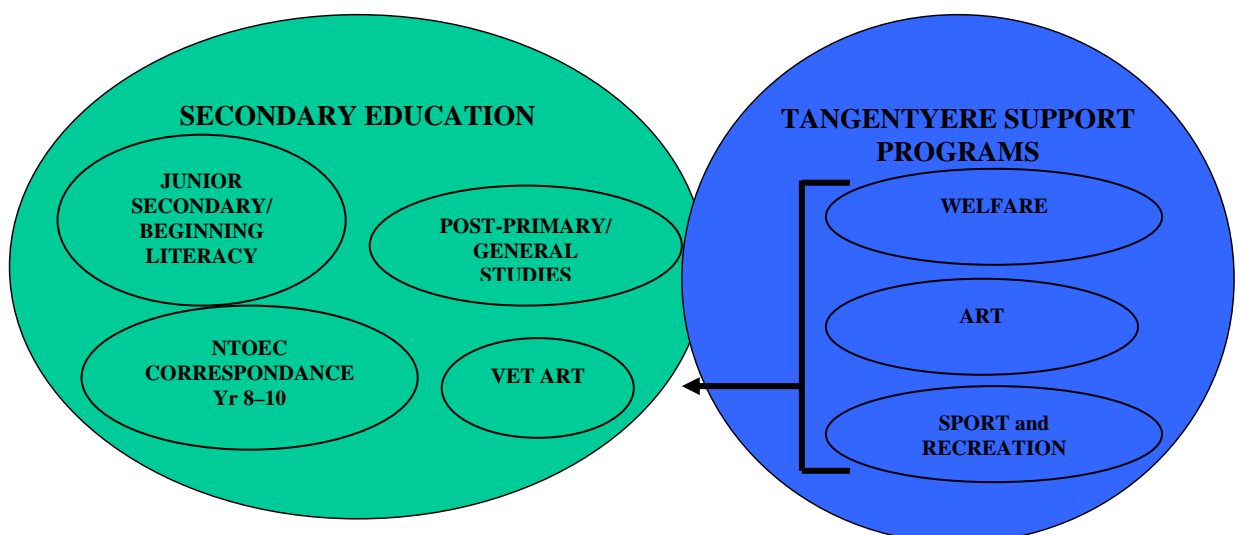 SECONDARY EDUCATION
JUNIOR
SECONDARY/
BEGINNING
LITERACY
POST-PRIMARY/
GENERAL
STUDIES
NTOEC
CORRESPONDANCE
Yr 8–10
VET ART
TANGENTYERE SUPPORT
PROGRAMS
WELFARE
ART
SPORT and
RECREATION